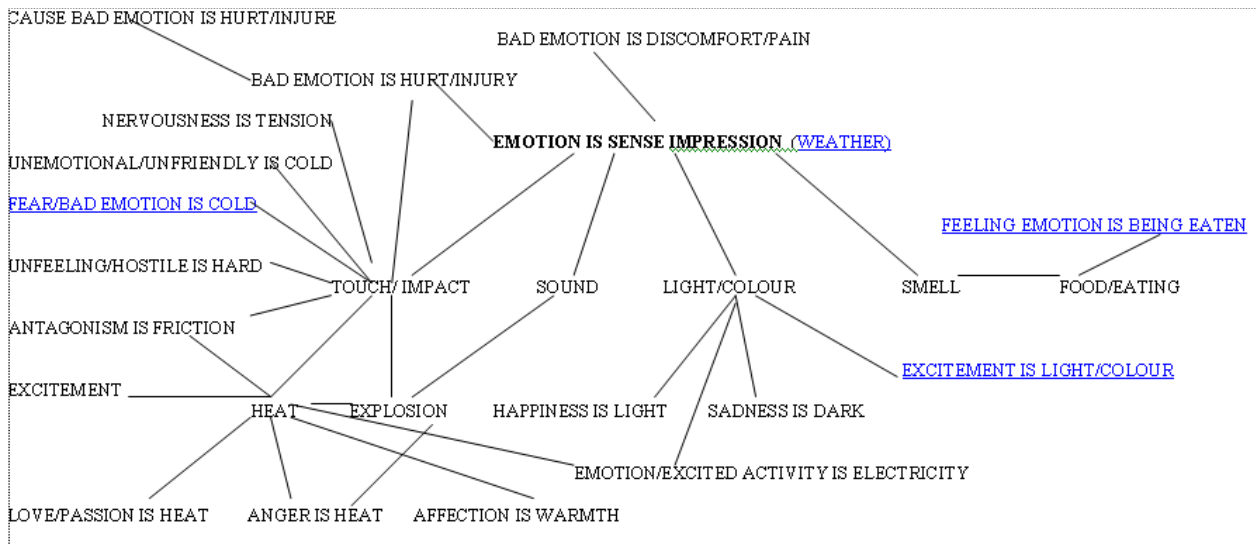 CAUSE BAD EMOTION IS HURT/INJURE
BAD EMOTION IS DISCOMFORT/PAIN
BAD EMOTION IS HURT/INJURY
NERVOUSNESS IS TENSION
EMOTION IS SENSE IMPRESSION (WEATHER)
UNEMOTIONAL/UNFRIENDLY IS COLD
FEAR/BAD EMOTION IS COLD
FEELING EMOTION IS BEING EATEN
UNFEELING/HOSTILE IS HARD
TOUCH/ IMPACT
SOUND
LIGHT/COLOUR
SMELL
FOOD/EATING
ANTAGONISM IS FRICTION
EXCITEMENT
EXCITEMENT IS LIGHT/COLOUR
HEAT
EXPLOSION
HAPPINESS IS LIGHT
SADNESS IS DARK
EMOTION/EXCITED ACTIVITY IS ELECTRICITY
LOVE/PASSION IS HEAT
ANGER IS HEAT
AFFECTION IS WARMTH